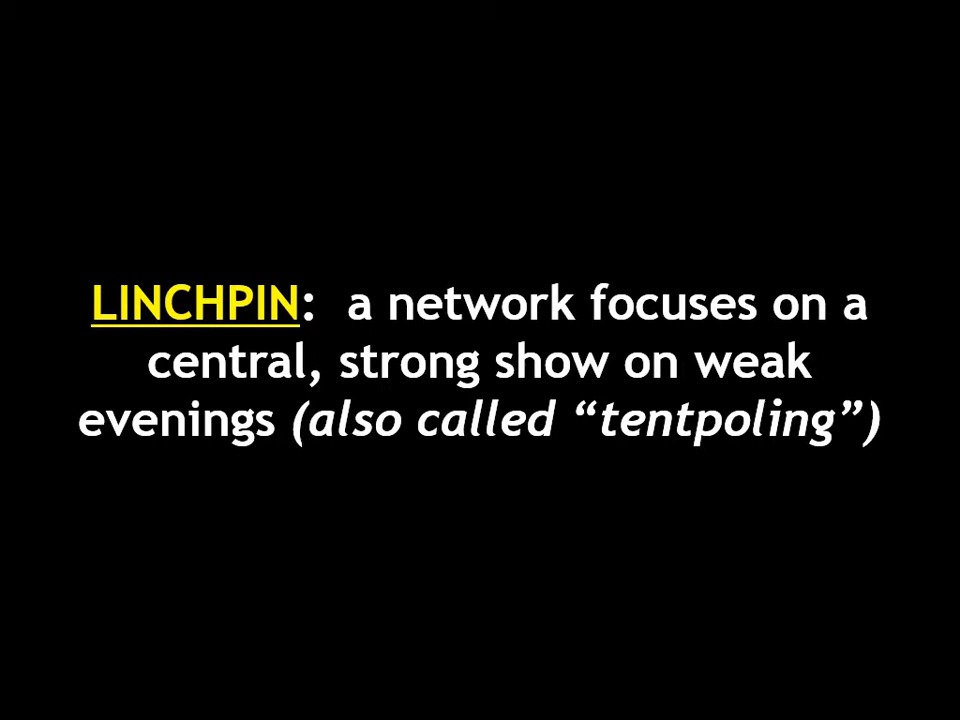 LINCHPIN:  a network focuses on a
central, strong show on weak
evenings (also called “tentpoling”)